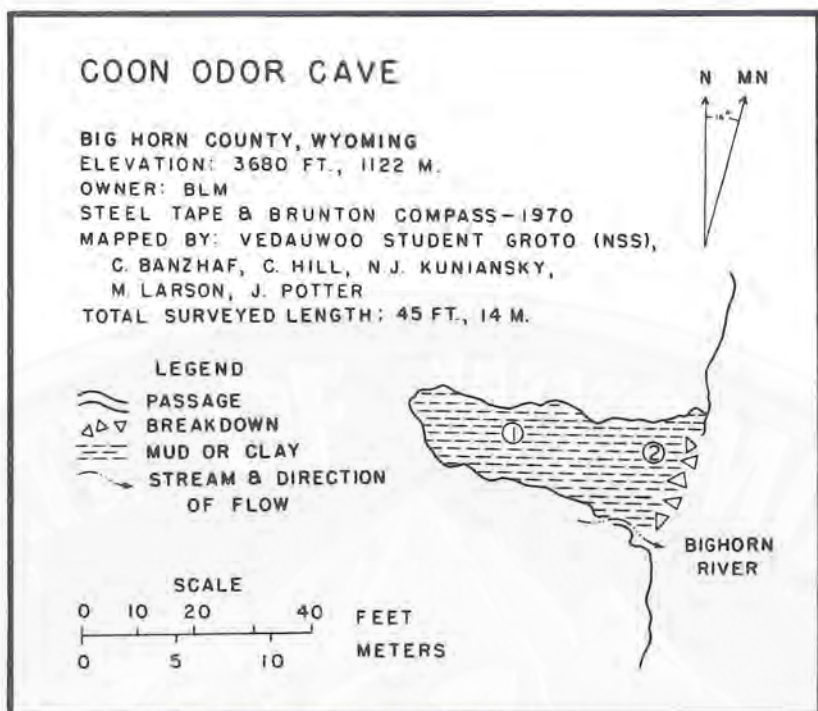 COON ODOR CAVE
N MN
16°
BIG HORN COUNTY, WYOMING
ELEVATION: 3680 FT., 1122 M.
OWNER: BLM
STEEL TAPE & BRUNTON COMPASS-1970
MAPPED BY: VEDAUWOO STUDENT GROTO (NSS),
C. BANZHAF, C. HILL, N.J. KUNIANSKY,
M. LARSON, J. POTTER
TOTAL SURVEYED LENGTH: 45 FT., 14 M.
LEGEND
PASSAGE
BREAKDOWN
MUD OR CLAY
STREAM & DIRECTION
OF FLOW
1
2
BIGHORN
RIVER
SCALE
0 10 20 40 FEET
0 5 10 METERS